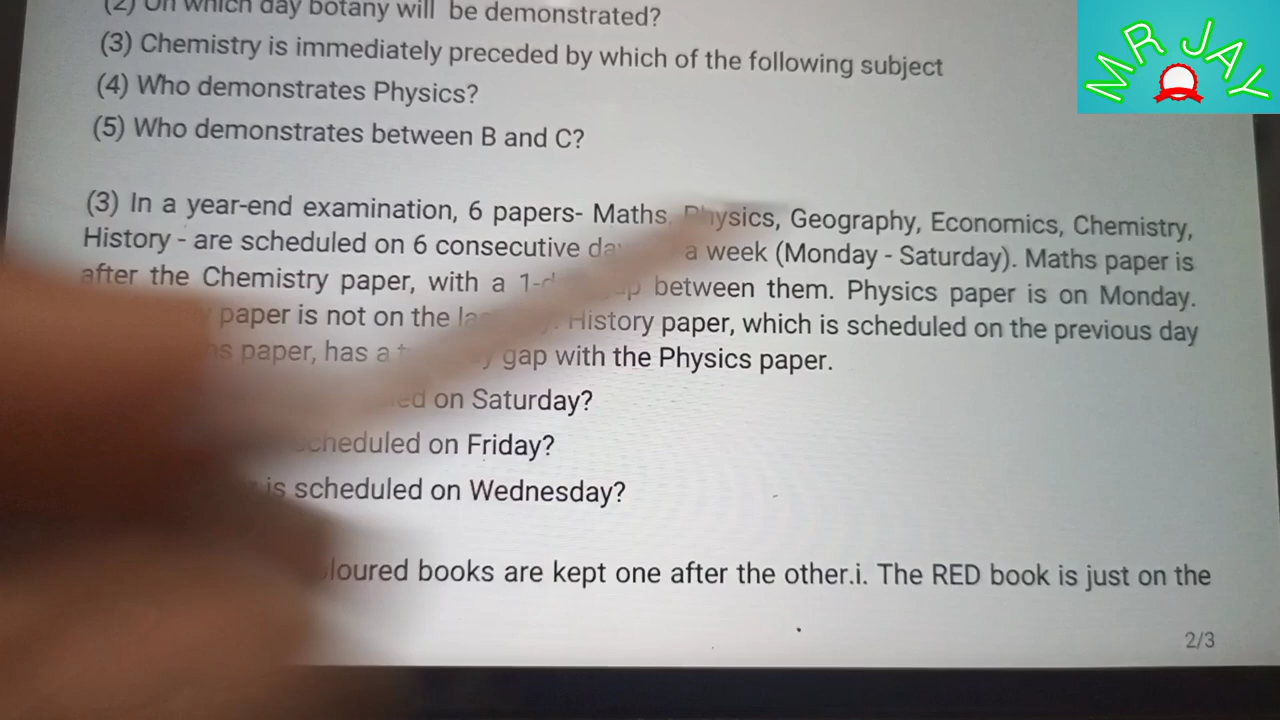 (2) On which day botany will be demonstrated?
(3) Chemistry is immediately preceded by which of the following subject
(4) Who demonstrates Physics?
(5) Who demonstrates between B and C?
(3) In a year-end examination, 6 papers- Maths, Physics, Geography, Economics, Chemistry,
History - are scheduled on 6 consecutive a week (Monday - Saturday). Maths paper is
after the Chemistry paper, with a between them. Physics paper is on Monday.
paper is not on the History paper, which is scheduled on the previous day
paper, has a gap with the Physics paper.
on Saturday?
scheduled on Friday?
is scheduled on Wednesday?
books are kept one after the other.i. The RED book is just on the
2/3
MR JAY